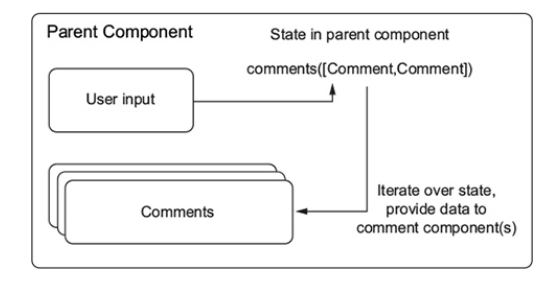 Parent Component
State in parent component
comments([Comment,Comment])
User input
Iterate over state,
provide data to
comment component(s)
Comments